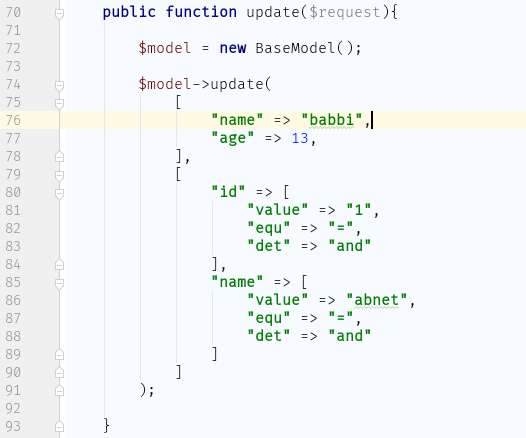 70 public function update($request){
71
72 $model = new BaseModel();
73
74 $model->update(
75 [
76 "name" => "babbi",
77 "age" => 13,
78 ],
79 [
80 "id" => [
81 "value" => "1",
82 "equ" => "=",
83 "det" => "and"
84 ],
85 "name" => [
86 "value" => "abnet",
87 "equ" => "=",
88 "det" => "and"
89 ]
90 ]
91 );
92
93 }